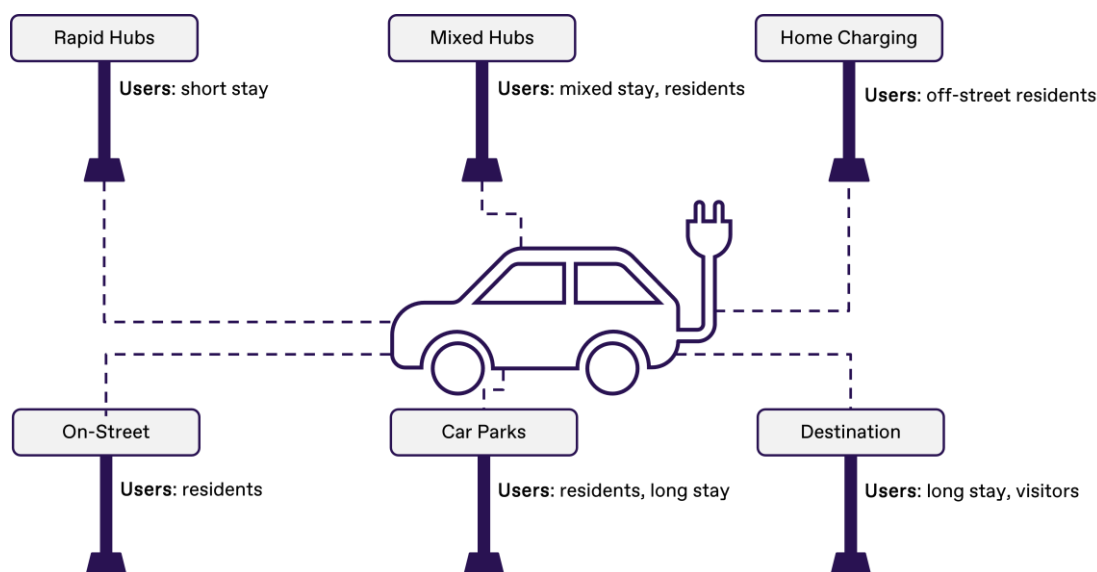 Rapid Hubs
Users: short stay
Mixed Hubs
Users: mixed stay, residents
Home Charging
Users: off-street residents
On-Street
Users: residents
Car Parks
Users: residents, long stay
Destination
Users: long stay, visitors